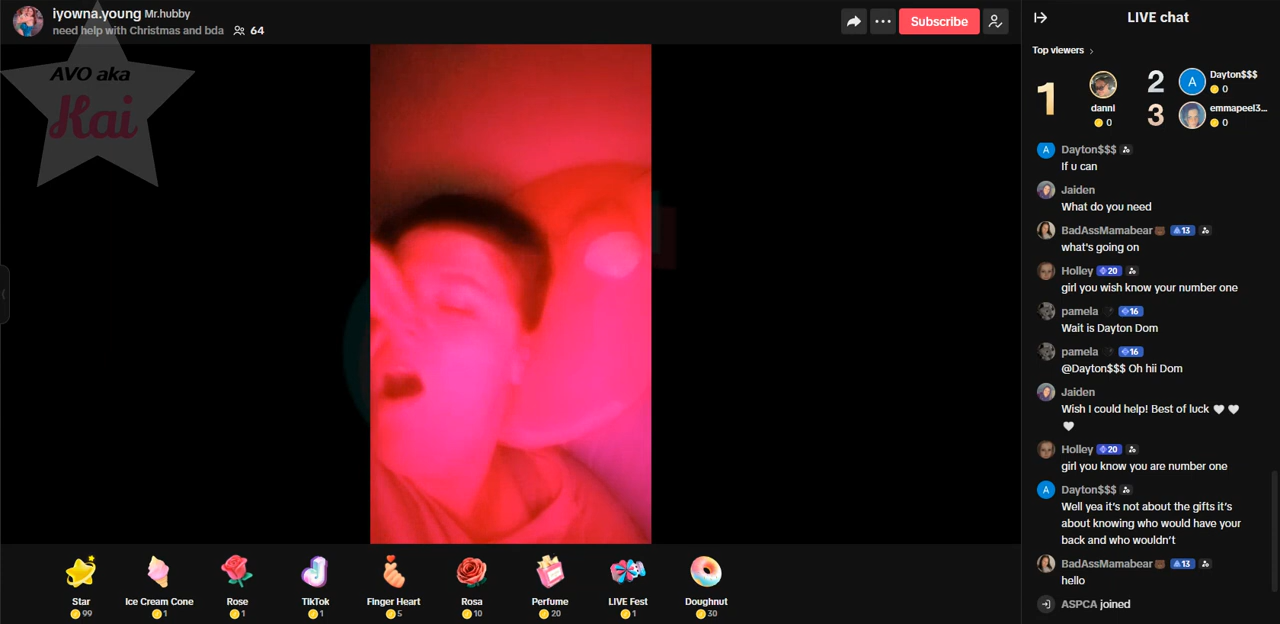 iyowna.young Mr.hubby
need help with Christmas and bda 64
Subscribe
AVO aka
Kai
LIVE chat
Top viewers
1
danni
0
2
A
Dayton$$$
0
3
emmapeel3...
0
A Dayton$$$
If u can
Jaiden
What do you need
BadAssMamabear 13
what's going on
Holley 20
girl you wish know your number one
pamela 16
Wait is Dayton Dom
pamela 16
@Dayton$$$ Oh hii Dom
Jaiden
Wish I could help! Best of luck
Holley 20
girl you know you are number one
A Dayton$$$
Well yea it's not about the gifts it's
about knowing who would have your
back and who wouldn't
BadAssMamabear 13
hello
ASPCA joined
Star Ice Cream Cone Rose TikTok Finger Heart Rosa Perfume LIVE Fest Doughnut
99 1 1 1 5 10 20 1 30